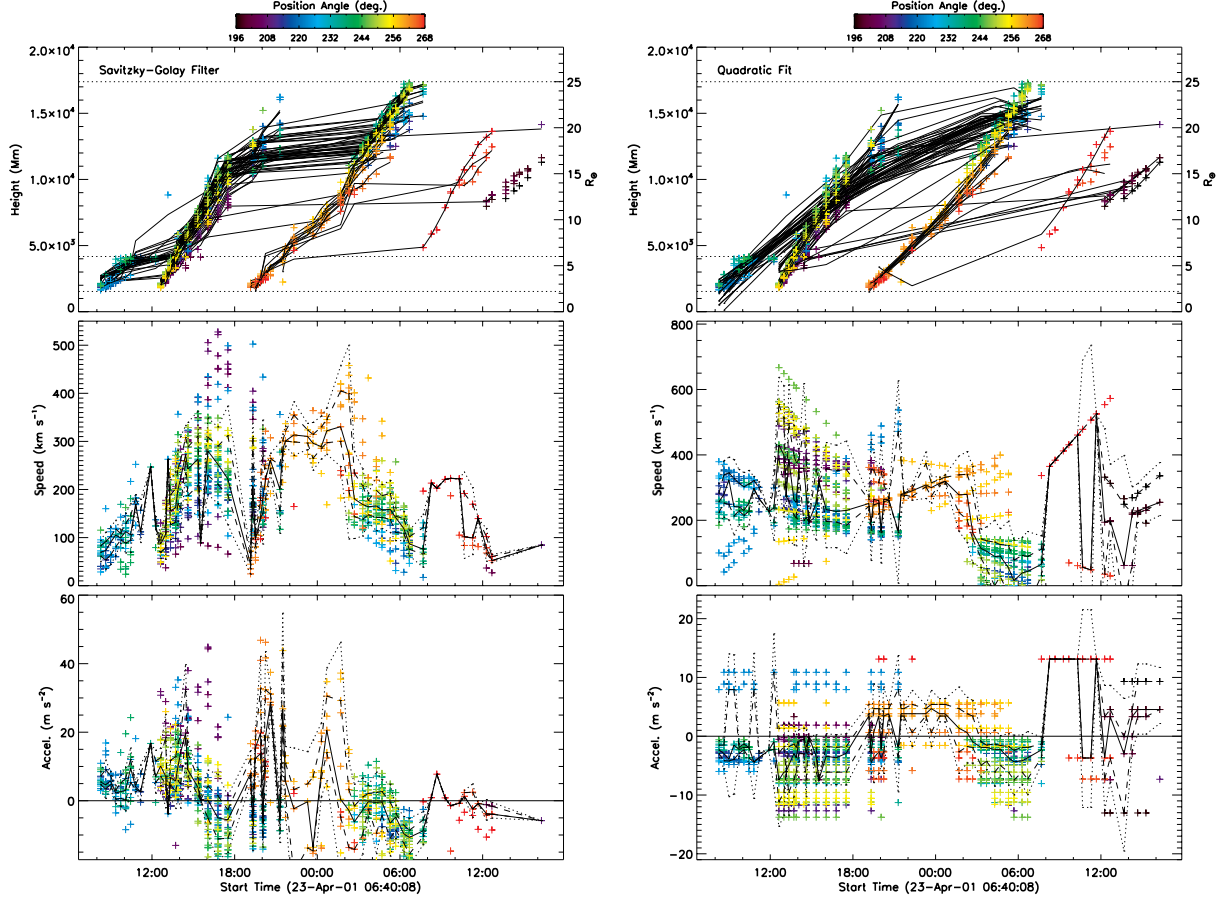 Position Angle (deg.)
196 208 220 232 244 256 268
Savitzky-Golay Filter
Height (Mm)
2.0×10⁴
1.5×10⁴
1.0×10⁴
5.0×10³
0
25
20
15
10
5
0
R⊙
Speed (km s⁻¹)
500
400
300
200
100
0
Accel. (m s⁻²)
60
40
20
0
12:00 18:00 00:00 06:00 12:00
Start Time (23-Apr-01 06:40:08)
Position Angle (deg.)
196 208 220 232 244 256 268
Quadratic Fit
Height (Mm)
2.0×10⁴
1.5×10⁴
1.0×10⁴
5.0×10³
0
25
20
15
10
5
0
R⊙
Speed (km s⁻¹)
800
600
400
200
0
Accel. (m s⁻²)
20
10
0
−10
−20
12:00 18:00 00:00 06:00 12:00
Start Time (23-Apr-01 06:40:08)